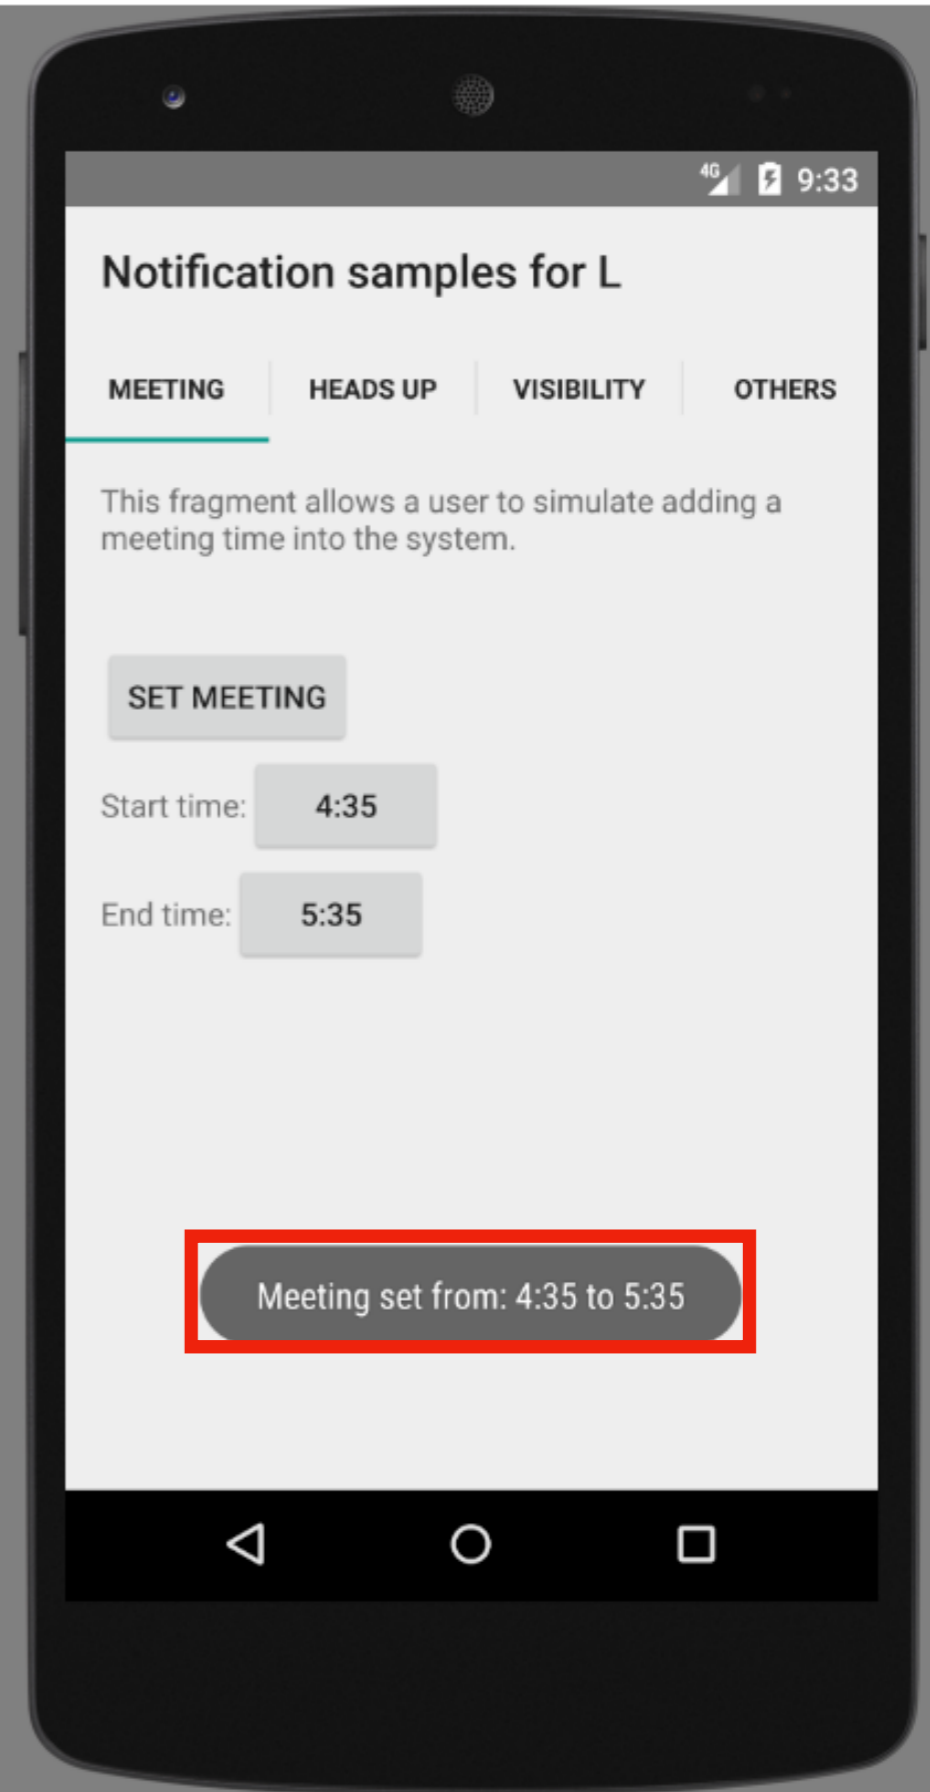 4G 9:33
Notification samples for L
MEETING HEADS UP VISIBILITY OTHERS
This fragment allows a user to simulate adding a
meeting time into the system.
SET MEETING
Start time: 4:35
End time: 5:35
Meeting set from: 4:35 to 5:35